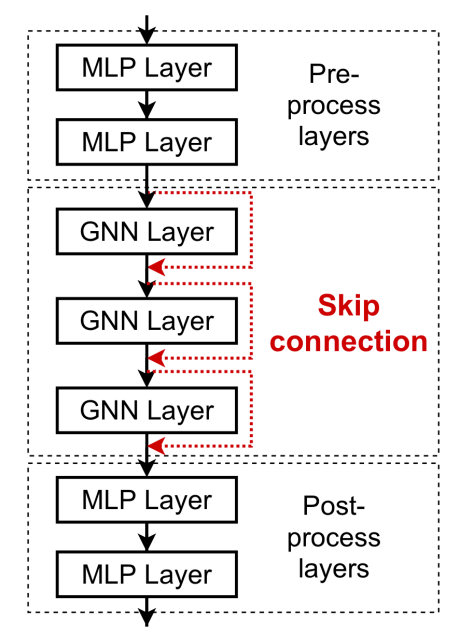 MLP Layer
MLP Layer
Pre-
process
layers
GNN Layer
GNN Layer
GNN Layer
Skip
connection
MLP Layer
MLP Layer
Post-
process
layers